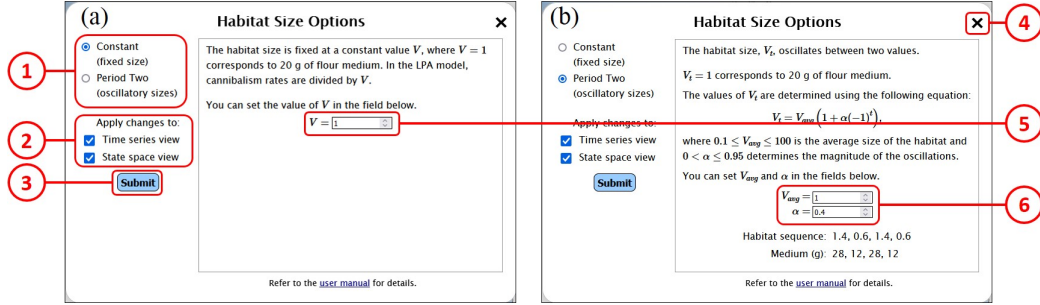 (a)
Habitat Size Options
×
Constant
(fixed size)
Period Two
(oscillatory sizes)
Apply changes to:
Time series view
State space view
Submit
The habitat size is fixed at a constant value V, where V = 1
corresponds to 20 g of flour medium. In the LPA model,
cannibalism rates are divided by V.
You can set the value of V in the field below.
V = 1
Refer to the user manual for details.
1
2
3
(b)
Habitat Size Options
×
Constant
(fixed size)
Period Two
(oscillatory sizes)
Apply changes to:
Time series view
State space view
Submit
The habitat size, Vₜ, oscillates between two values.
Vₜ = 1 corresponds to 20 g of flour medium.
The values of Vₜ are determined using the following equation:
Vₜ = V_avg (1 + α(−1)ᵗ),
where 0.1 ≤ V_avg ≤ 100 is the average size of the habitat and
0 < α ≤ 0.95 determines the magnitude of the oscillations.
You can set V_avg and α in the fields below.
V_avg = 1
α = 0.4
Habitat sequence: 1.4, 0.6, 1.4, 0.6
Medium (g): 28, 12, 28, 12
Refer to the user manual for details.
4
5
6